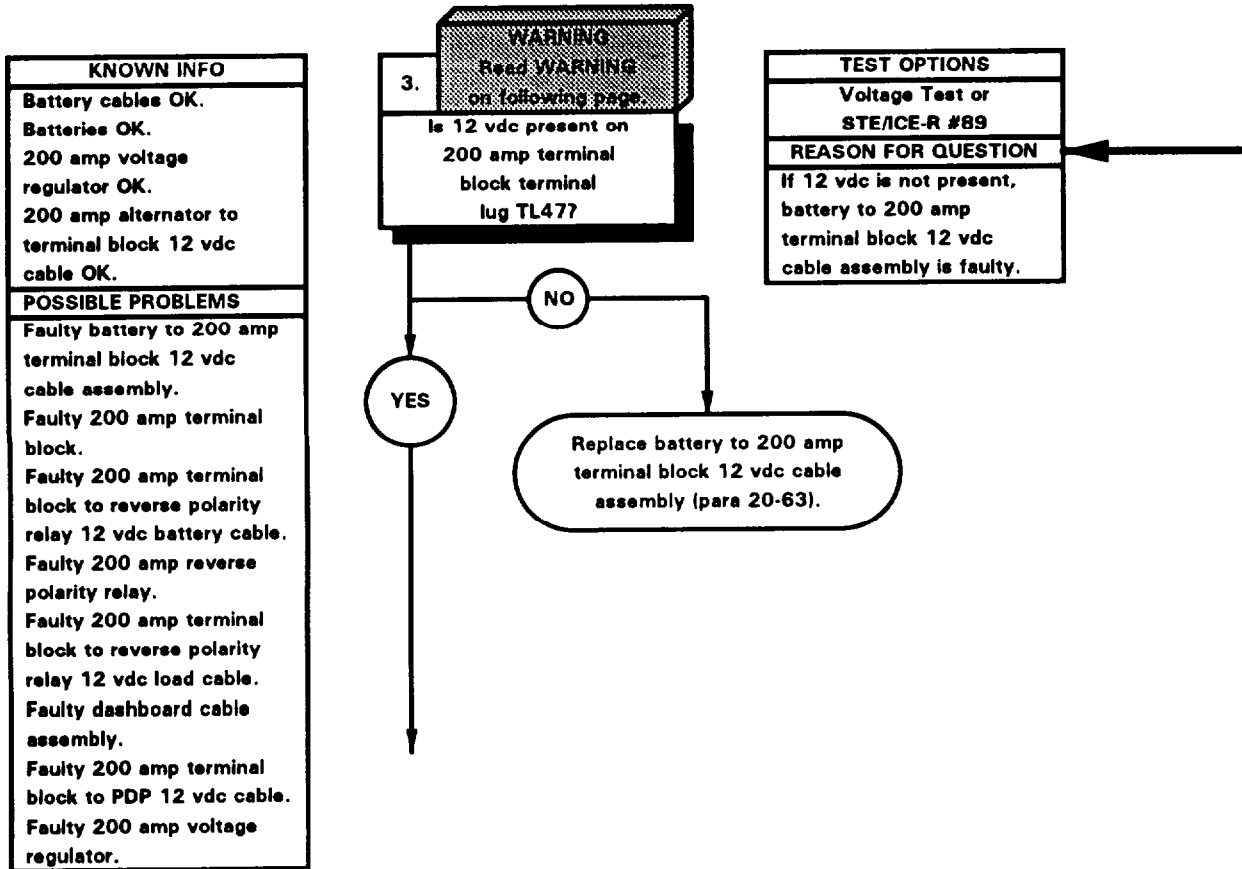 KNOWN INFO
Battery cables OK.
Batteries OK.
200 amp voltage
regulator OK.
200 amp alternator to
terminal block 12 vdc
cable OK.
POSSIBLE PROBLEMS
Faulty battery to 200 amp
terminal block 12 vdc
cable assembly.
Faulty 200 amp terminal
block.
Faulty 200 amp terminal
block to reverse polarity
relay 12 vdc battery cable.
Faulty 200 amp reverse
polarity relay.
Faulty 200 amp terminal
block to reverse polarity
relay 12 vdc load cable.
Faulty dashboard cable
assembly.
Faulty 200 amp terminal
block to PDP 12 vdc cable.
Faulty 200 amp voltage
regulator.
WARNING
Read WARNING
on following page.
3.
Is 12 vdc present on
200 amp terminal
block terminal
lug TL47?
NO
YES
Replace battery to 200 amp
terminal block 12 vdc cable
assembly (para 20-63).
TEST OPTIONS
Voltage Test or
STE/ICE-R #89
REASON FOR QUESTION
If 12 vdc is not present,
battery to 200 amp
terminal block 12 vdc
cable assembly is faulty.